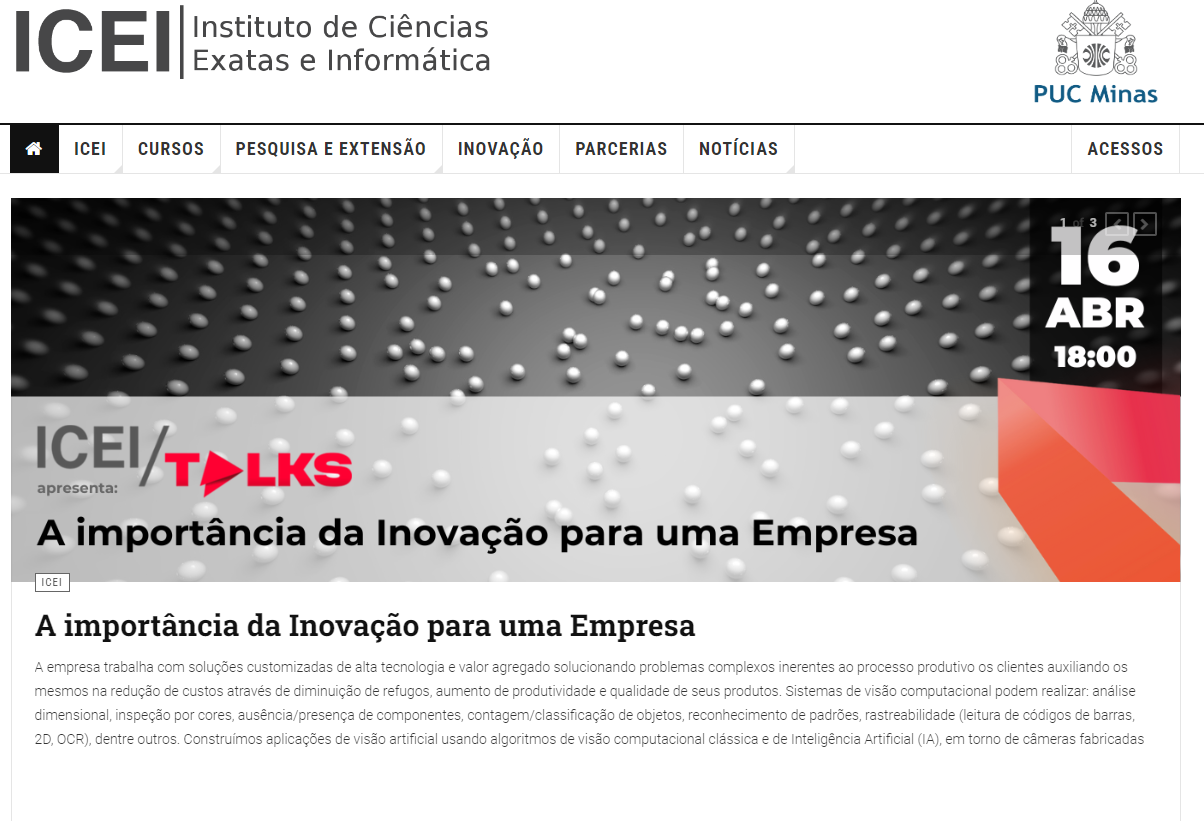 ICEI
Instituto de Ciências
Exatas e Informática
PUC Minas
ICEI
CURSOS
PESQUISA E EXTENSÃO
INOVAÇÃO
PARCERIAS
NOTÍCIAS
ACESSOS
1 of 3
16
ABR
18:00
ICEI/TALKS
apresenta:
A importância da Inovação para uma Empresa
ICEI
A importância da Inovação para uma Empresa
A empresa trabalha com soluções customizadas de alta tecnologia e valor agregado solucionando problemas complexos inerentes ao processo produtivo os clientes auxiliando os
mesmos na redução de custos através de diminuição de refugos, aumento de produtividade e qualidade de seus produtos. Sistemas de visão computacional podem realizar: análise
dimensional, inspeção por cores, ausência/presença de componentes, contagem/classificação de objetos, reconhecimento de padrões, rastreabilidade (leitura de códigos de barras,
2D, OCR), dentre outros. Construímos aplicações de visão artificial usando algoritmos de visão computacional clássica e de Inteligência Artificial (IA), em torno de câmeras fabricadas